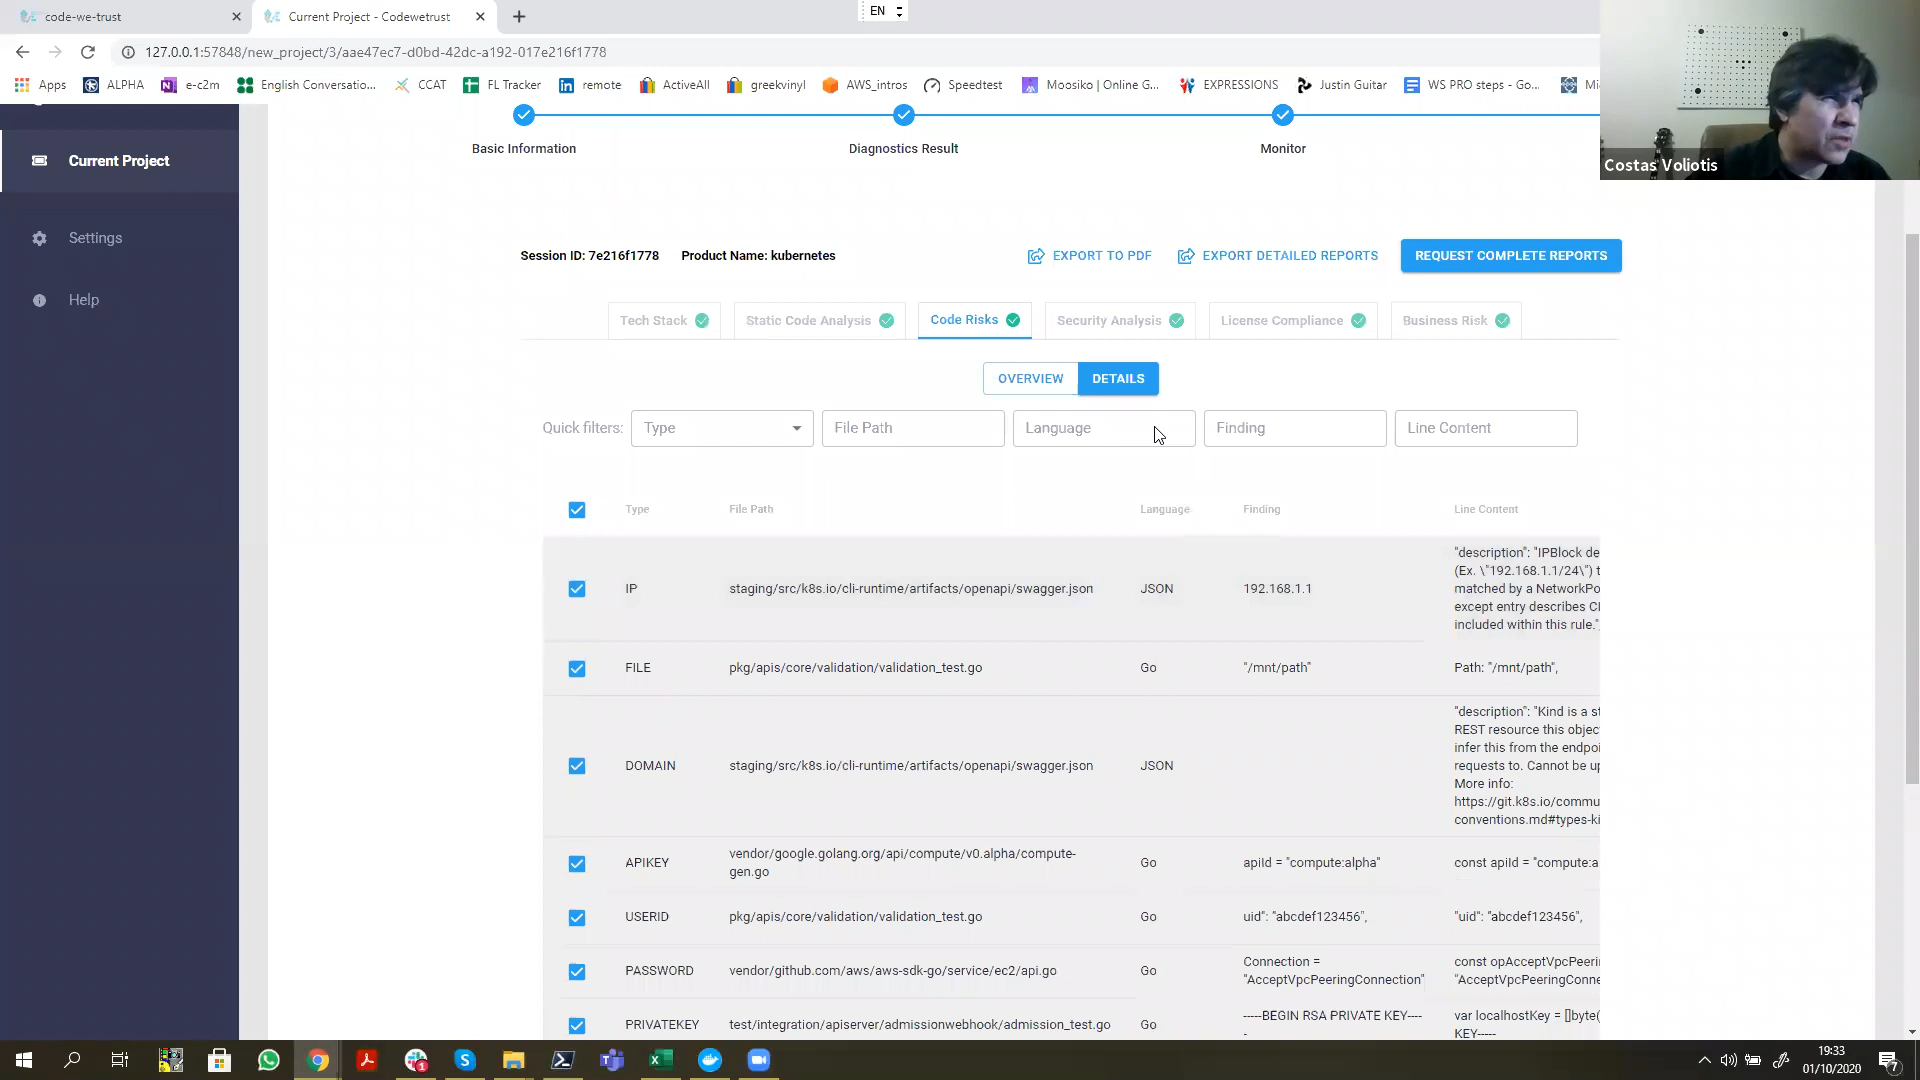 code-we-trust
Current Project - Codewetrust
EN
127.0.0.1:57848/new_project/3/aae47ec7-d0bd-42dc-a192-017e216f1778
Apps
ALPHA
e-c2m
English Conversatio...
CCAT
FL Tracker
remote
ActiveAll
greekvinyl
AWS_intros
Speedtest
Moosiko | Online G...
EXPRESSIONS
Justin Guitar
WS PRO steps - Go...
Costas Voliotis
Current Project
Settings
Help
Basic Information
Diagnostics Result
Monitor
Session ID: 7e216f1778
Product Name: kubernetes
EXPORT TO PDF
EXPORT DETAILED REPORTS
REQUEST COMPLETE REPORTS
Tech Stack
Static Code Analysis
Code Risks
Security Analysis
License Compliance
Business Risk
OVERVIEW
DETAILS
Quick filters:
Type
File Path
Language
Finding
Line Content
Type
File Path
Language
Finding
Line Content
IP
staging/src/k8s.io/cli-runtime/artifacts/openapi/swagger.json
JSON
192.168.1.1
"description": "IPBlock de
(Ex. \"192.168.1.1/24\") t
matched by a NetworkPo
except entry describes CI
included within this rule.",
FILE
pkg/apis/core/validation/validation_test.go
Go
"/mnt/path"
Path: "/mnt/path",
DOMAIN
staging/src/k8s.io/cli-runtime/artifacts/openapi/swagger.json
JSON
"description": "Kind is a st
REST resource this objec
infer this from the endpoi
requests to. Cannot be up
More info:
https://git.k8s.io/commu
conventions.md#types-ki
APIKEY
vendor/google.golang.org/api/compute/v0.alpha/compute-
gen.go
Go
apiId = "compute:alpha"
const apiId = "compute:a
USERID
pkg/apis/core/validation/validation_test.go
Go
uid": "abcdef123456",
"uid": "abcdef123456",
PASSWORD
vendor/github.com/aws/aws-sdk-go/service/ec2/api.go
Go
Connection =
"AcceptVpcPeeringConnection"
const opAcceptVpcPeeri
"AcceptVpcPeeringConne
PRIVATEKEY
test/integration/apiserver/admissionwebhook/admission_test.go
Go
-----BEGIN RSA PRIVATE KEY----
-
var localhostKey = []byte(
KEY-----
19:33
01/10/2020
1
7